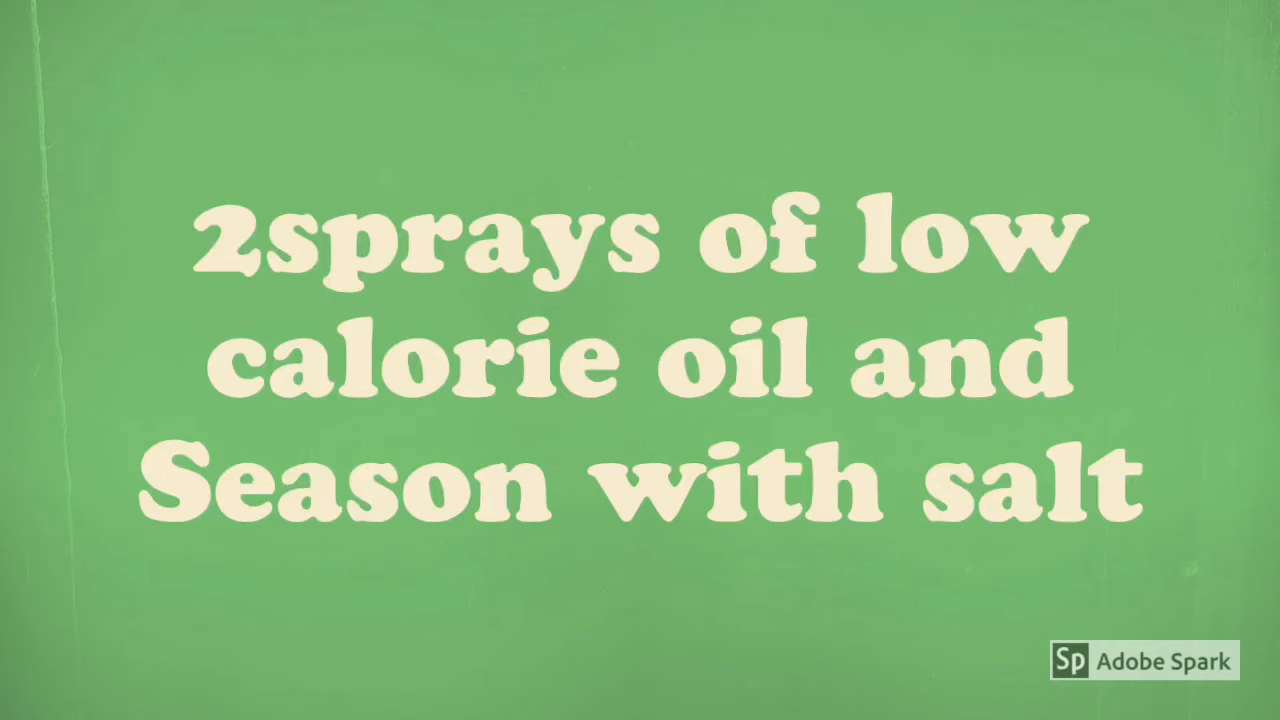 2sprays of low
calorie oil and
Season with salt
Sp Adobe Spark